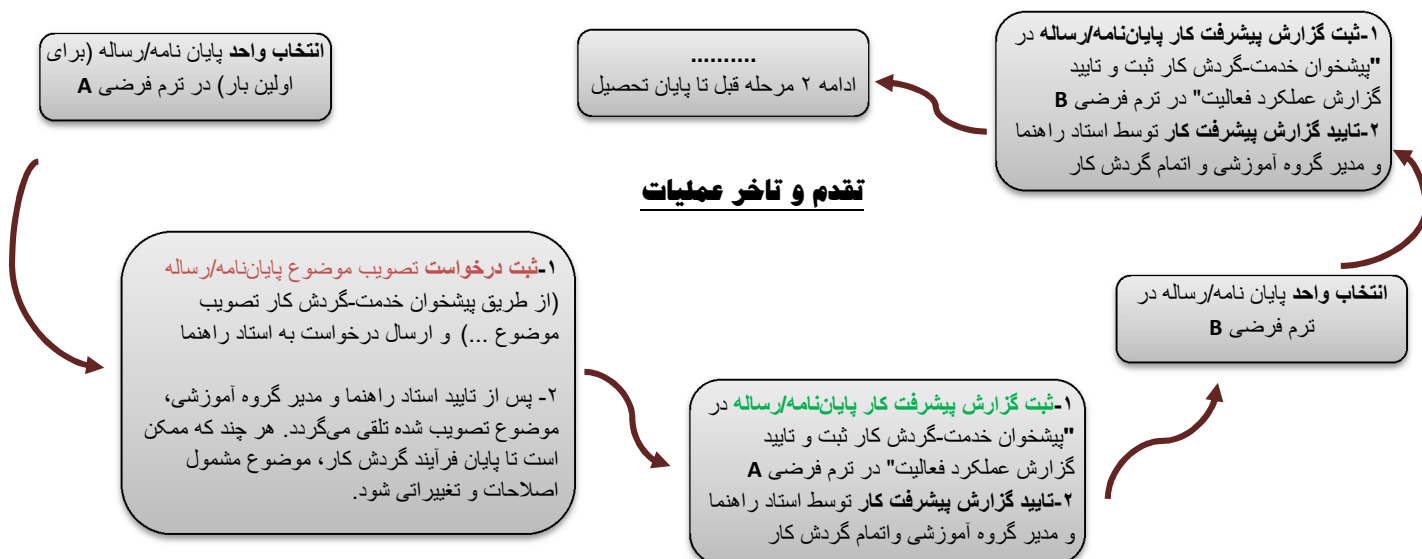 انتخاب واحد پایان نامه/رساله (برای
اولین بار) در ترم فرضی A
تقدم و تاخر عملیات
۱-ثبت درخواست تصویب موضوع پایان‌نامه/رساله
(از طریق پیشخوان خدمت-گردش کار تصویب
موضوع ...) و ارسال درخواست به استاد راهنما
۲- پس از تایید استاد راهنما و مدیر گروه آموزشی،
موضوع تصویب شده تلقی می‌گردد. هر چند که ممکن
است تا پایان فرآیند گردش کار، موضوع مشمول
اصلاحات و تغییراتی شود.
۱-ثبت گزارش پیشرفت کار پایان‌نامه/رساله در
"پیشخوان خدمت-گردش کار ثبت و تایید
گزارش عملکرد فعالیت" در ترم فرضی A
۲-تایید گزارش پیشرفت کار توسط استاد راهنما
و مدیر گروه آموزشی واتمام گردش کار
انتخاب واحد پایان نامه/رساله در
ترم فرضی B
۱-ثبت گزارش پیشرفت کار پایان‌نامه/رساله در
"پیشخوان خدمت-گردش کار ثبت و تایید
گزارش عملکرد فعالیت" در ترم فرضی B
۲-تایید گزارش پیشرفت کار توسط استاد راهنما
و مدیر گروه آموزشی و اتمام گردش کار
..........
ادامه ۲ مرحله قبل تا پایان تحصیل